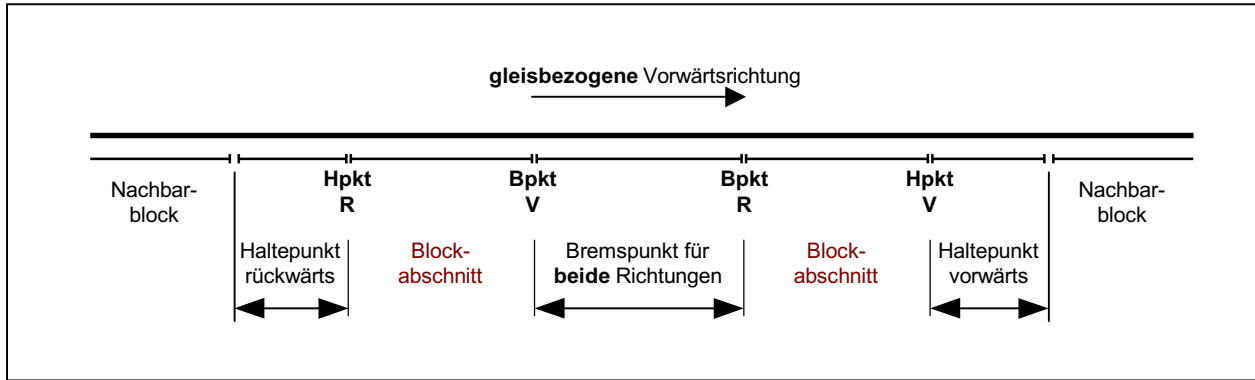 gleisbezogene Vorwärtsrichtung
Hpkt
R
Bpkt
V
Bpkt
R
Hpkt
V
Nachbar-
block
Haltepunkt
rückwärts
Block-
abschnitt
Bremspunkt für
beide Richtungen
Block-
abschnitt
Haltepunkt
vorwärts
Nachbar-
block